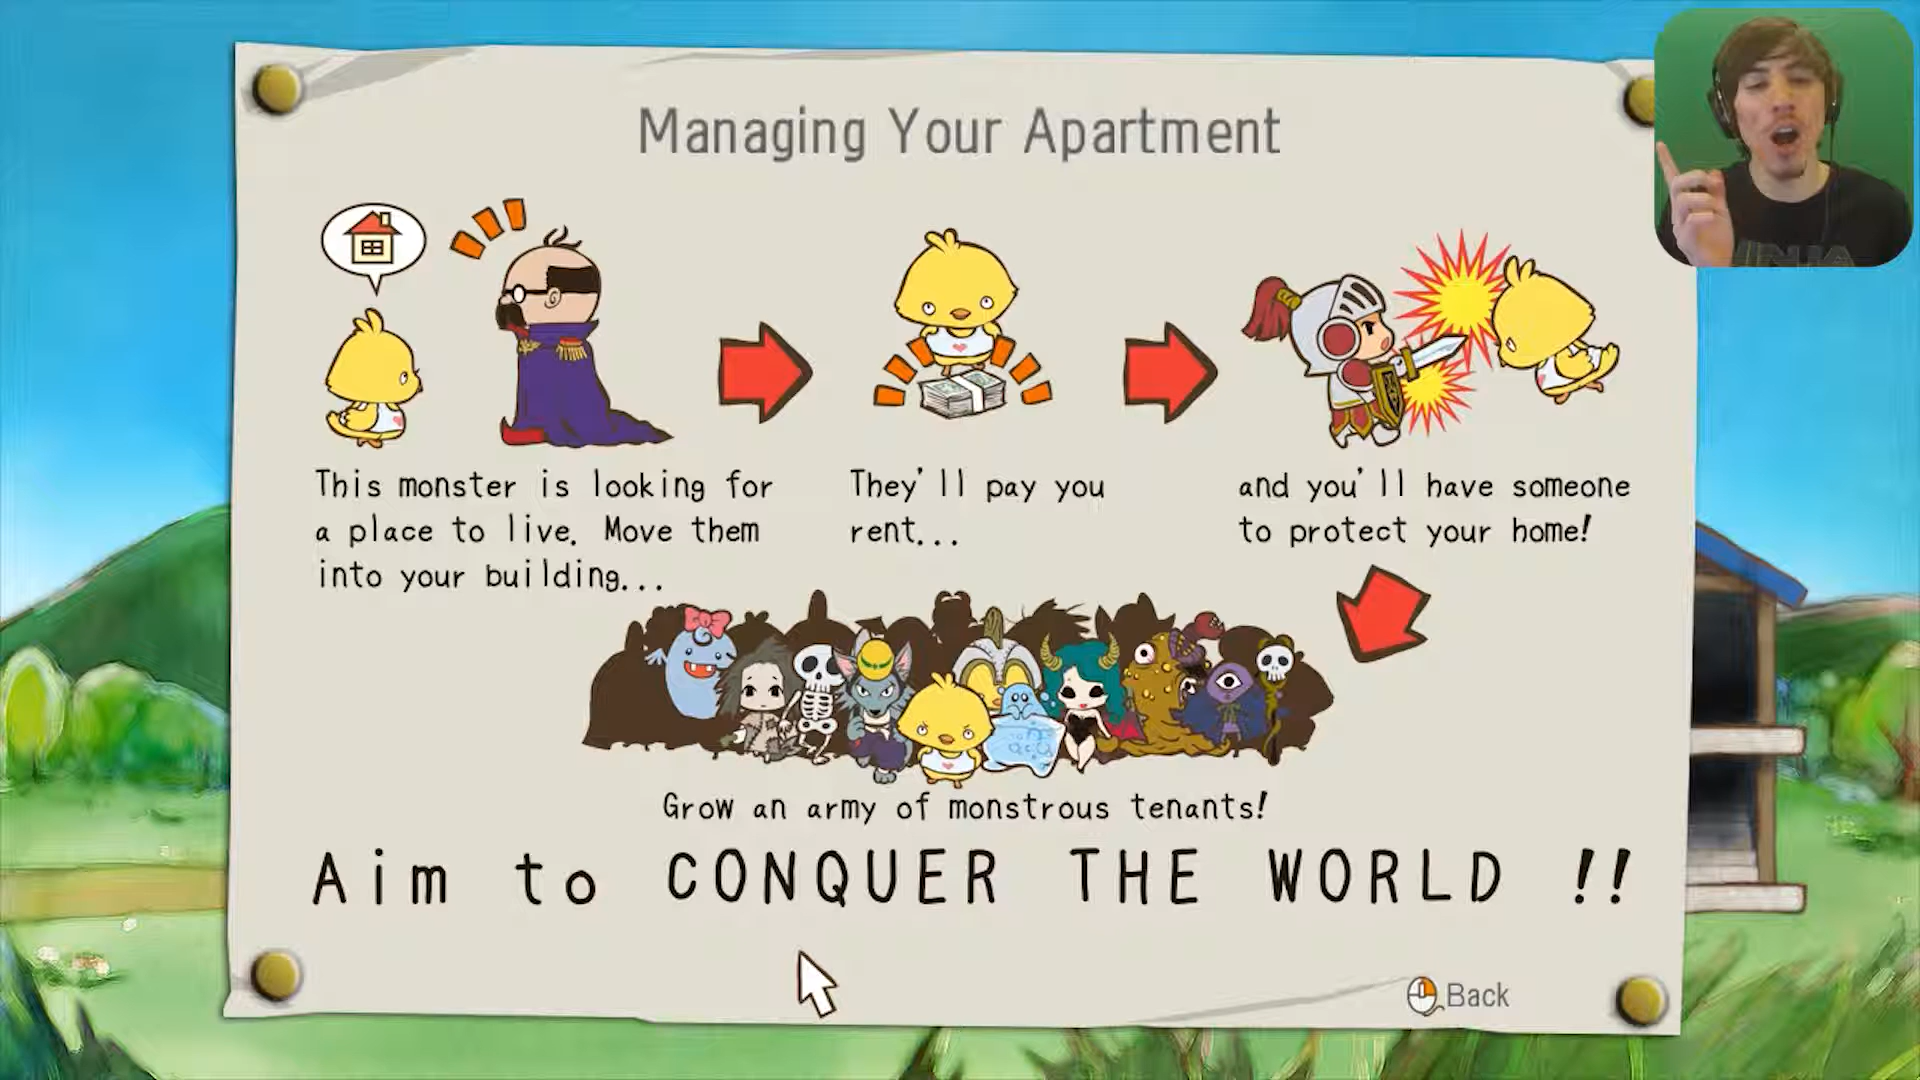 Managing Your Apartment
This monster is looking for
a place to live. Move them
into your building...
They'll pay you
rent...
and you'll have someone
to protect your home!
Grow an army of monstrous tenants!
Aim to CONQUER THE WORLD !!
Back
NINJA